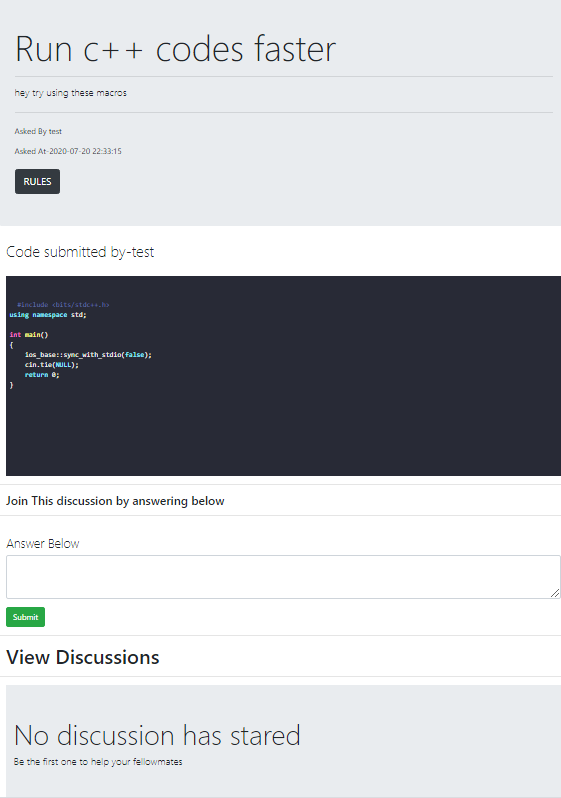 Run c++ codes faster
hey try using these macros
Asked By test
Asked At-2020-07-20 22:33:15
RULES
Code submitted by-test
#include <bits/stdc++.h>
using namespace std;
int main()
{
ios_base::sync_with_stdio(false);
cin.tie(NULL);
return 0;
}
Join This discussion by answering below
Answer Below
Submit
View Discussions
No discussion has stared
Be the first one to help your fellowmates